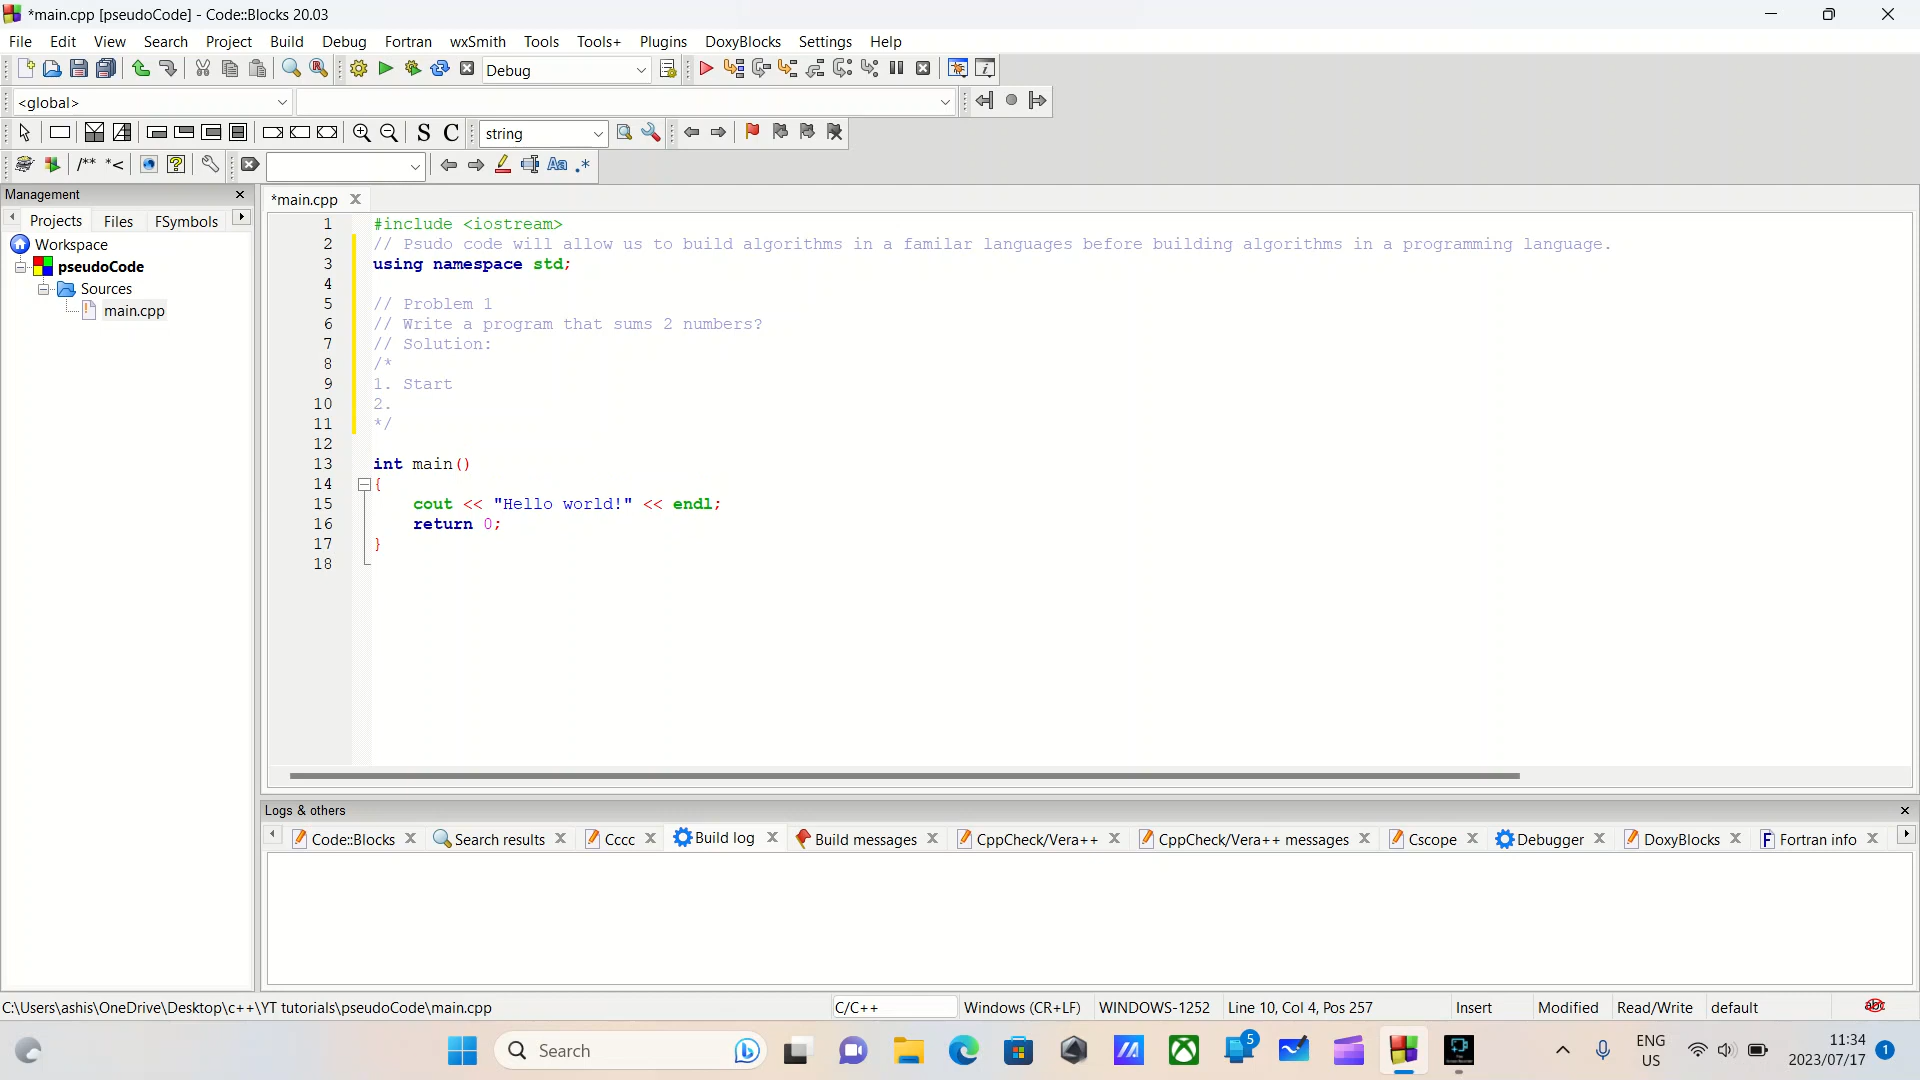 *main.cpp [pseudoCode] - Code::Blocks 20.03
File Edit View Search Project Build Debug Fortran wxSmith Tools Tools+ Plugins DoxyBlocks Settings Help
Debug
<global>
S C string
/** *< Aa .*
Management
Projects Files FSymbols
Workspace
pseudoCode
Sources
main.cpp
*main.cpp
1 #include <iostream>
2 // Psudo code will allow us to build algorithms in a familar languages before building algorithms in a programming language.
3 using namespace std;
4
5 // Problem 1
6 // Write a program that sums 2 numbers?
7 // Solution:
8 /*
9 1. Start
10 2.
11 */
12
13 int main()
14 {
15 cout << "Hello world!" << endl;
16 return 0;
17 }
18
Logs & others
Code::Blocks Search results Cccc Build log Build messages CppCheck/Vera++ CppCheck/Vera++ messages Cscope Debugger DoxyBlocks Fortran info
C:\Users\ashis\OneDrive\Desktop\c++\YT tutorials\pseudoCode\main.cpp C/C++ Windows (CR+LF) WINDOWS-1252 Line 10, Col 4, Pos 257 Insert Modified Read/Write default abc
Search 5 ENG US 11:34 2023/07/17 1